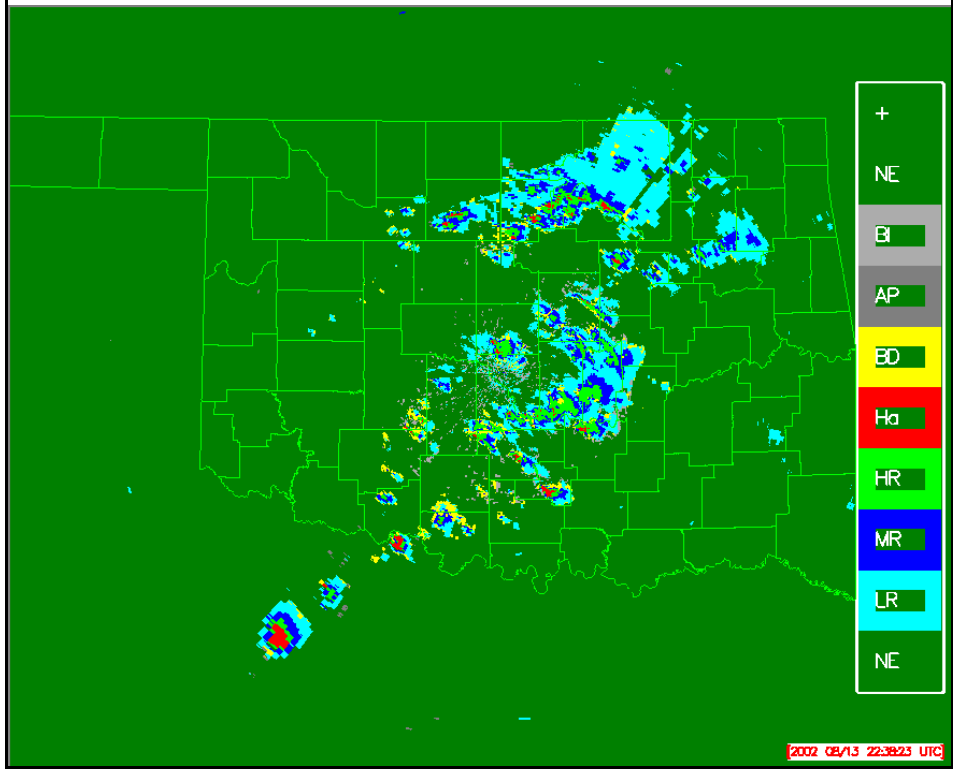 +
NE
BI
AP
BD
Ha
HR
MR
LR
NE
[2002 08/13 22:38:23 UTC]